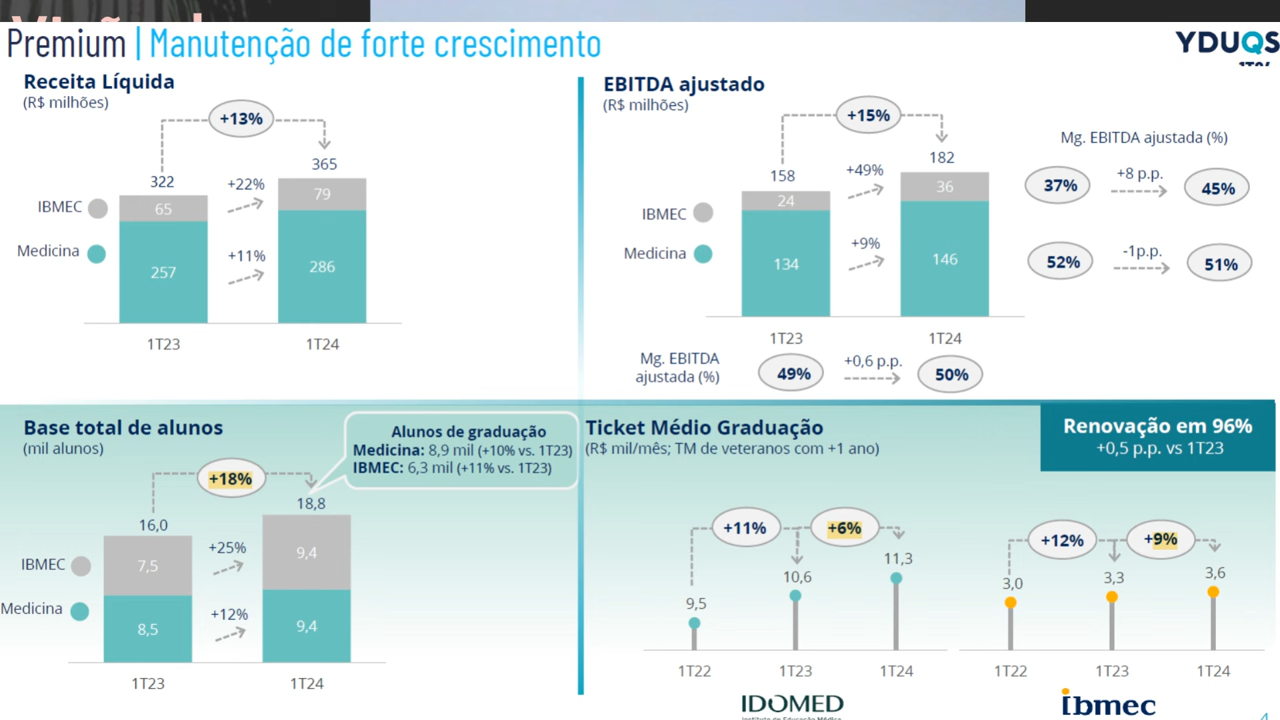 Premium | Manutenção de forte crescimento
YDUQS
Receita Líquida
(R$ milhões)
+13%
322
365
+22%
IBMEC
65
79
Medicina
+11%
257
286
1T23
1T24
EBITDA ajustado
(R$ milhões)
+15%
158
182
+49%
IBMEC
24
36
Medicina
+9%
134
146
1T23
1T24
Mg. EBITDA
ajustada (%)
49%
+0,6 p.p.
50%
Mg. EBITDA ajustada (%)
37%
+8 p.p.
45%
52%
-1p.p.
51%
Base total de alunos
(mil alunos)
+18%
16,0
18,8
+25%
IBMEC
7,5
9,4
Medicina
+12%
8,5
9,4
1T23
1T24
Alunos de graduação
Medicina: 8,9 mil (+10% vs. 1T23)
IBMEC: 6,3 mil (+11% vs. 1T23)
Ticket Médio Graduação
(R$ mil/mês; TM de veteranos com +1 ano)
Renovação em 96%
+0,5 p.p. vs 1T23
+11%
+6%
9,5
10,6
11,3
1T22
1T23
1T24
IDOMED
Instituto de Educação Médica
+12%
+9%
3,0
3,3
3,6
1T22
1T23
1T24
ibmec
4